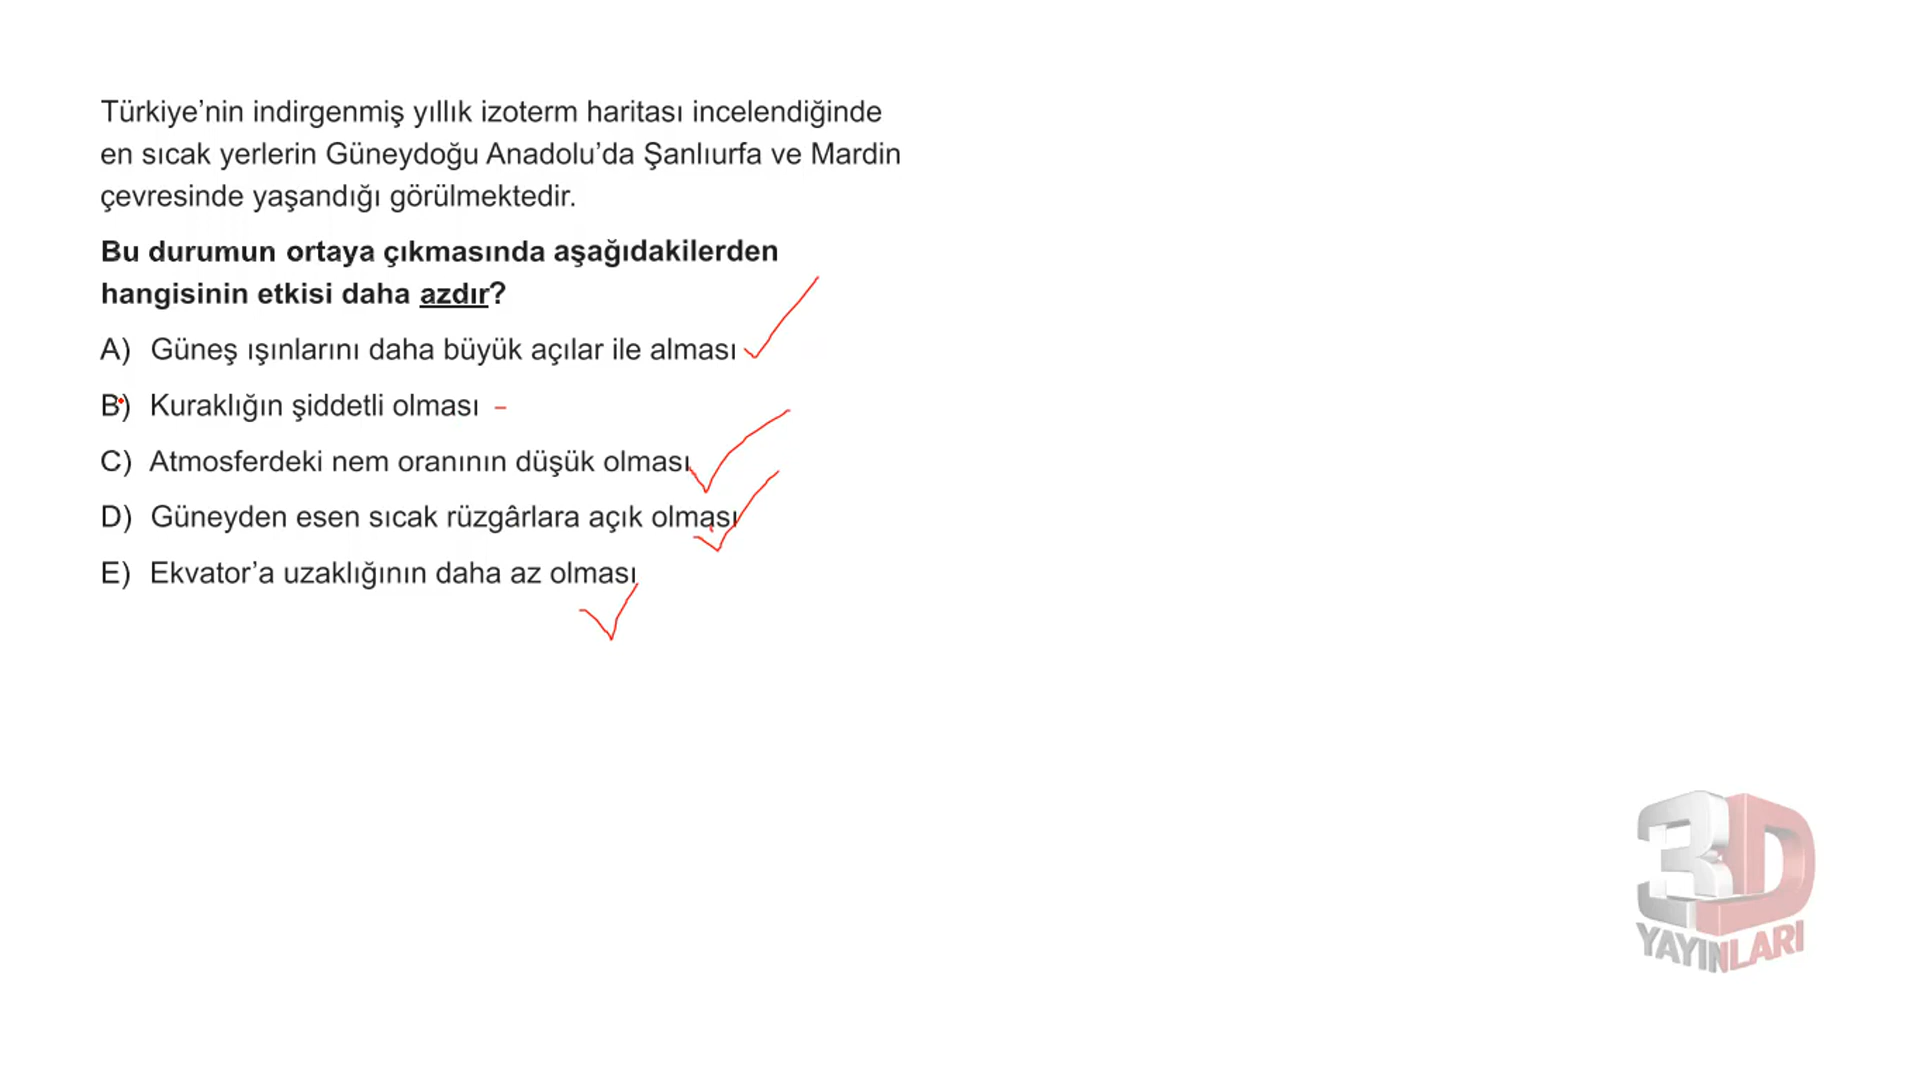 Türkiye’nin indirgenmiş yıllık izoterm haritası incelendiğinde
en sıcak yerlerin Güneydoğu Anadolu’da Şanlıurfa ve Mardin
çevresinde yaşandığı görülmektedir.
Bu durumun ortaya çıkmasında aşağıdakilerden
hangisinin etkisi daha azdır?
A) Güneş ışınlarını daha büyük açılar ile alması
B) Kuraklığın şiddetli olması
C) Atmosferdeki nem oranının düşük olması
D) Güneyden esen sıcak rüzgârlara açık olması
E) Ekvator’a uzaklığının daha az olması
3D
YAYINLARI